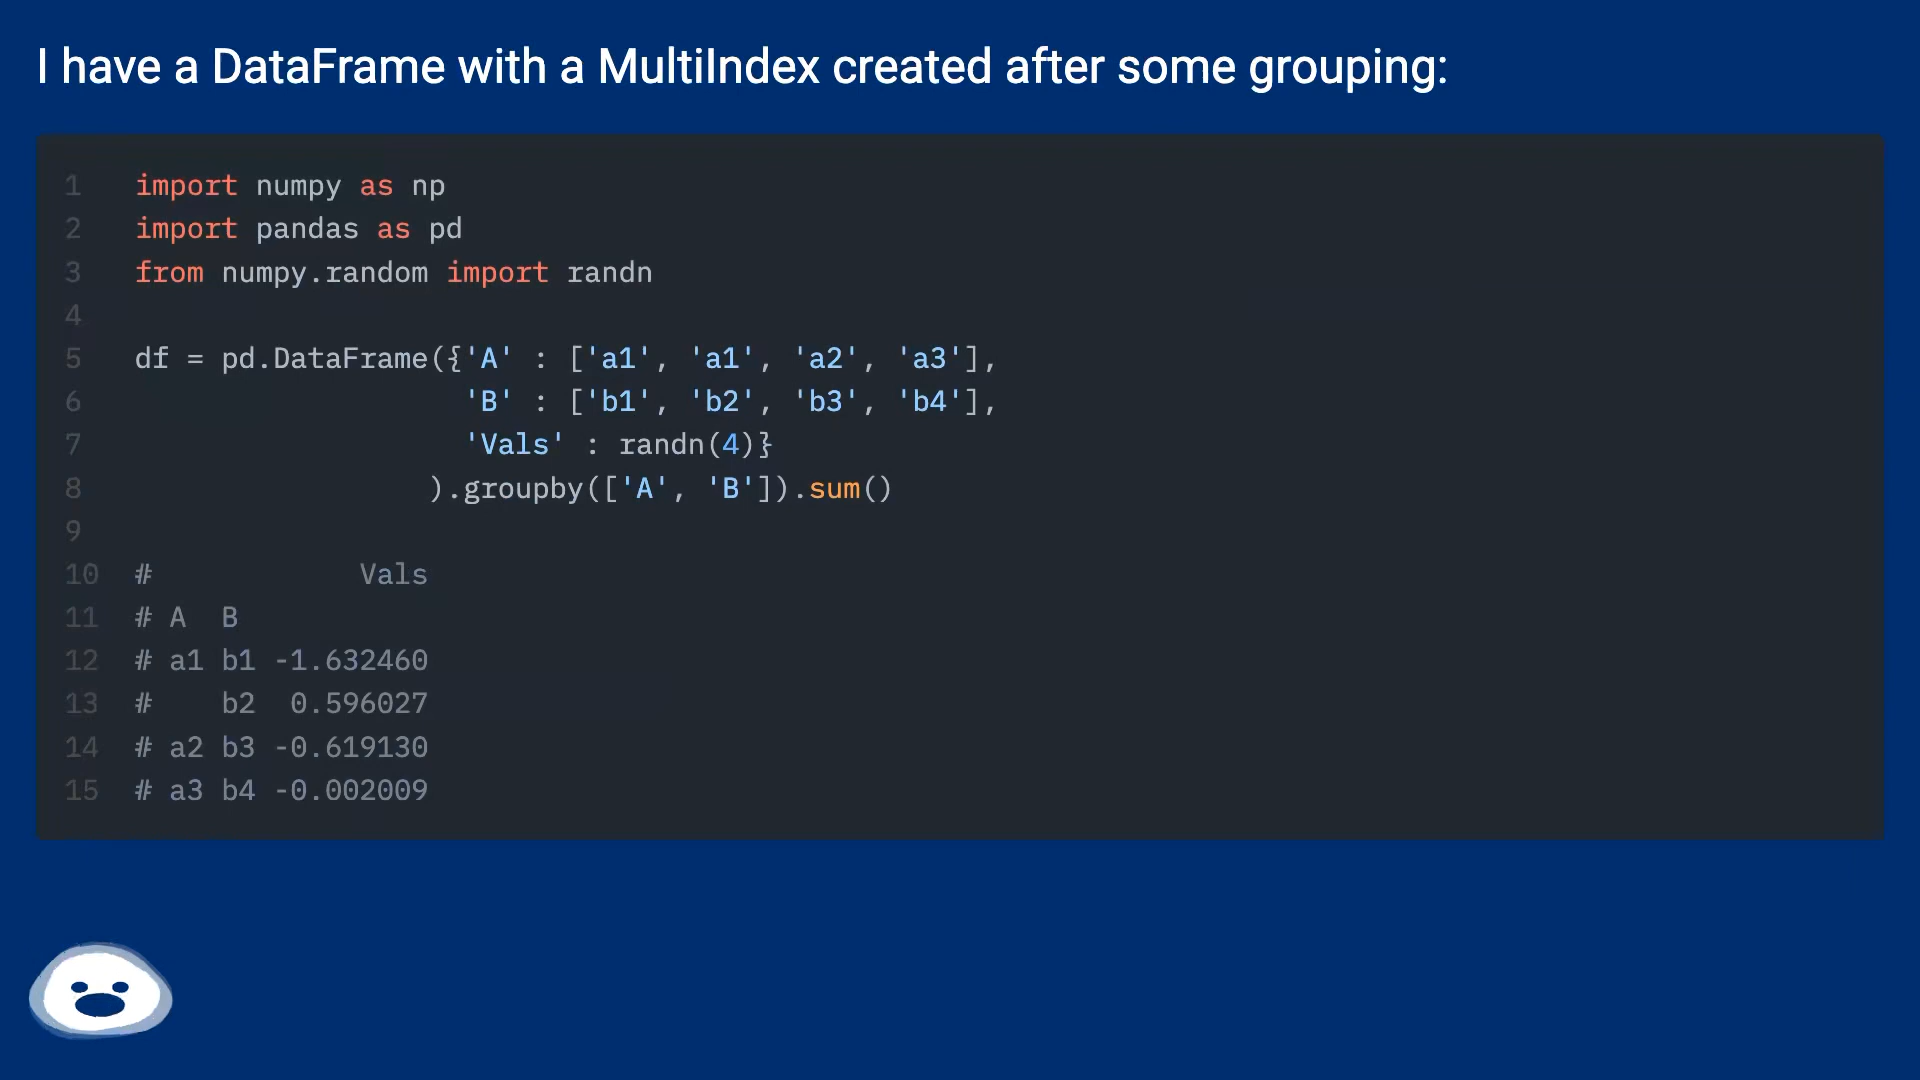 I have a DataFrame with a MultiIndex created after some grouping:
1 import numpy as np
2 import pandas as pd
3 from numpy.random import randn
4
5 df = pd.DataFrame({'A' : ['a1', 'a1', 'a2', 'a3'],
6                    'B' : ['b1', 'b2', 'b3', 'b4'],
7                    'Vals' : randn(4)}
8                  ).groupby(['A', 'B']).sum()
9
10 #            Vals
11 # A  B
12 # a1 b1 -1.632460
13 #    b2  0.596027
14 # a2 b3 -0.619130
15 # a3 b4 -0.002009